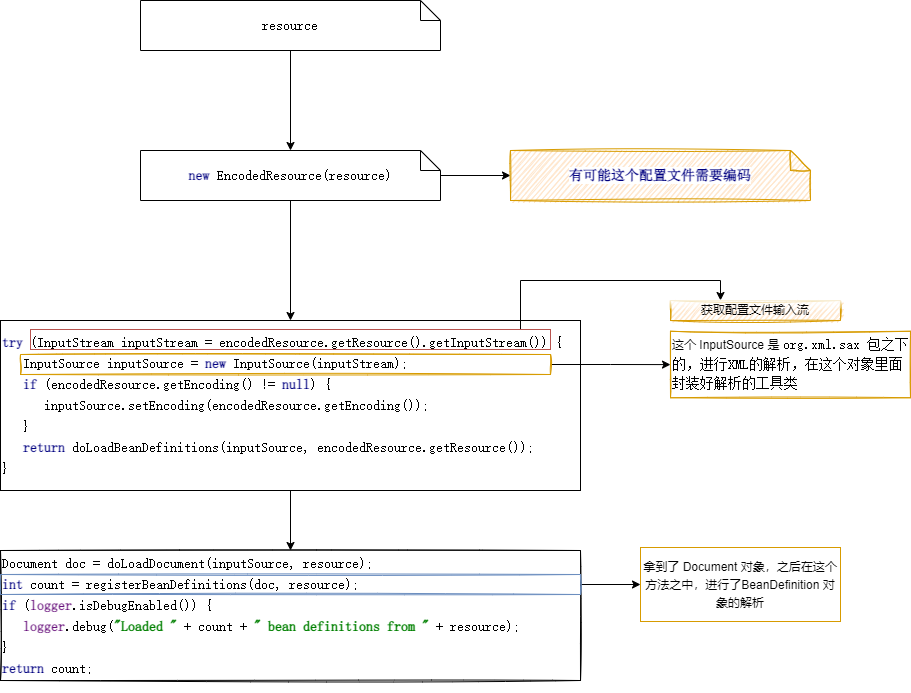 resource
new EncodedResource(resource)
有可能这个配置文件需要编码
获取配置文件输入流
try (InputStream inputStream = encodedResource.getResource().getInputStream()) {
InputSource inputSource = new InputSource(inputStream);
if (encodedResource.getEncoding() != null) {
inputSource.setEncoding(encodedResource.getEncoding());
}
return doLoadBeanDefinitions(inputSource, encodedResource.getResource());
}
这个 InputSource 是 org.xml.sax 包之下
的，进行XML的解析，在这个对象里面
封装好解析的工具类
Document doc = doLoadDocument(inputSource, resource);
int count = registerBeanDefinitions(doc, resource);
if (logger.isDebugEnabled()) {
logger.debug("Loaded " + count + " bean definitions from " + resource);
}
return count;
拿到了 Document 对象，之后在这个
方法之中，进行了BeanDefinition 对
象的解析